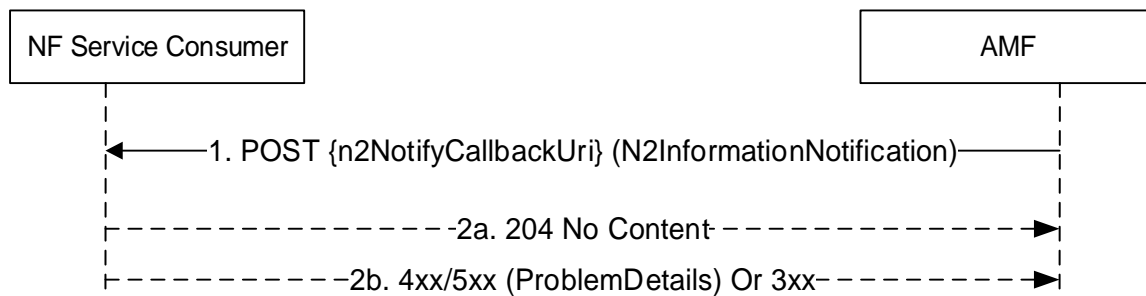 NF Service Consumer
AMF
1. POST {n2NotifyCallbackUri} (N2InformationNotification)
2a. 204 No Content
2b. 4xx/5xx (ProblemDetails) Or 3xx